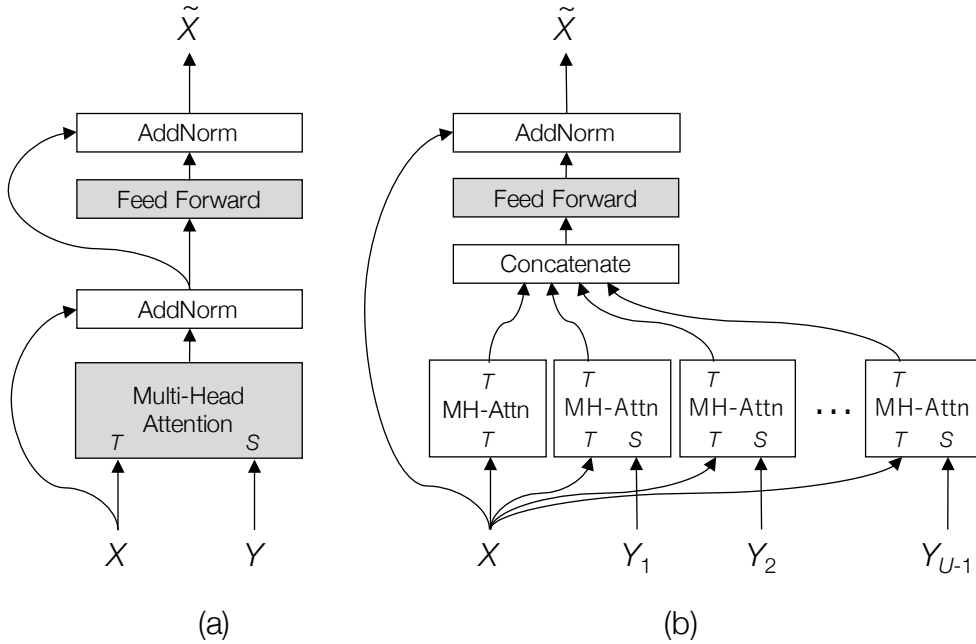 X̃
AddNorm
Feed Forward
AddNorm
Multi-Head
Attention
T S
X Y
(a)
X̃
AddNorm
Feed Forward
Concatenate
T T T T
MH-Attn MH-Attn MH-Attn ... MH-Attn
T T S T S T S
X Y₁ Y₂ Y_{U-1}
(b)